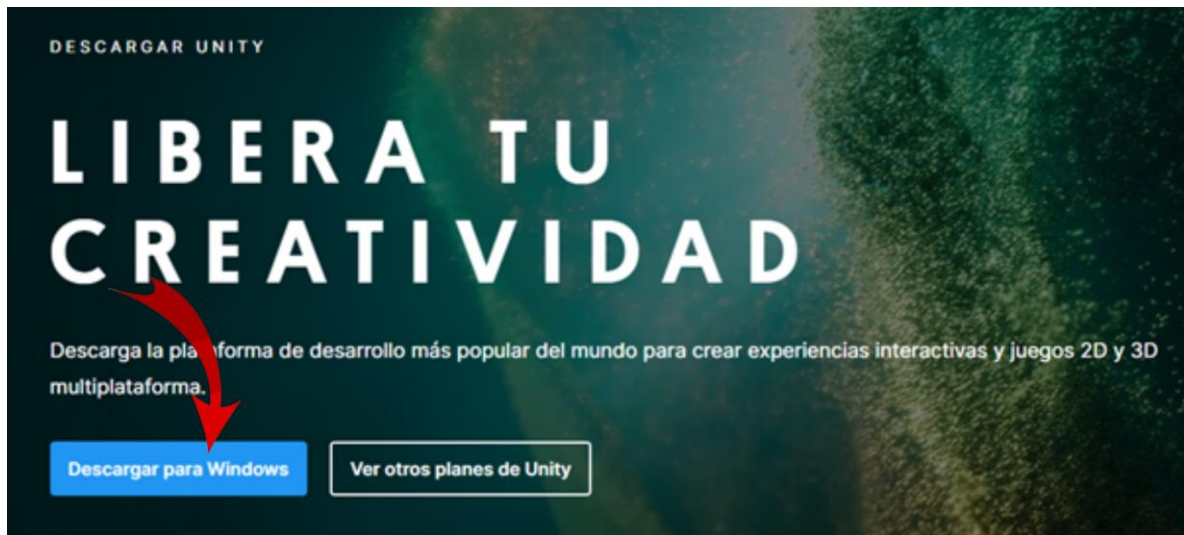 DESCARGAR UNITY
LIBERA TU
CREATIVIDAD
Descarga la plataforma de desarrollo más popular del mundo para crear experiencias interactivas y juegos 2D y 3D
multiplataforma.
Descargar para Windows
Ver otros planes de Unity